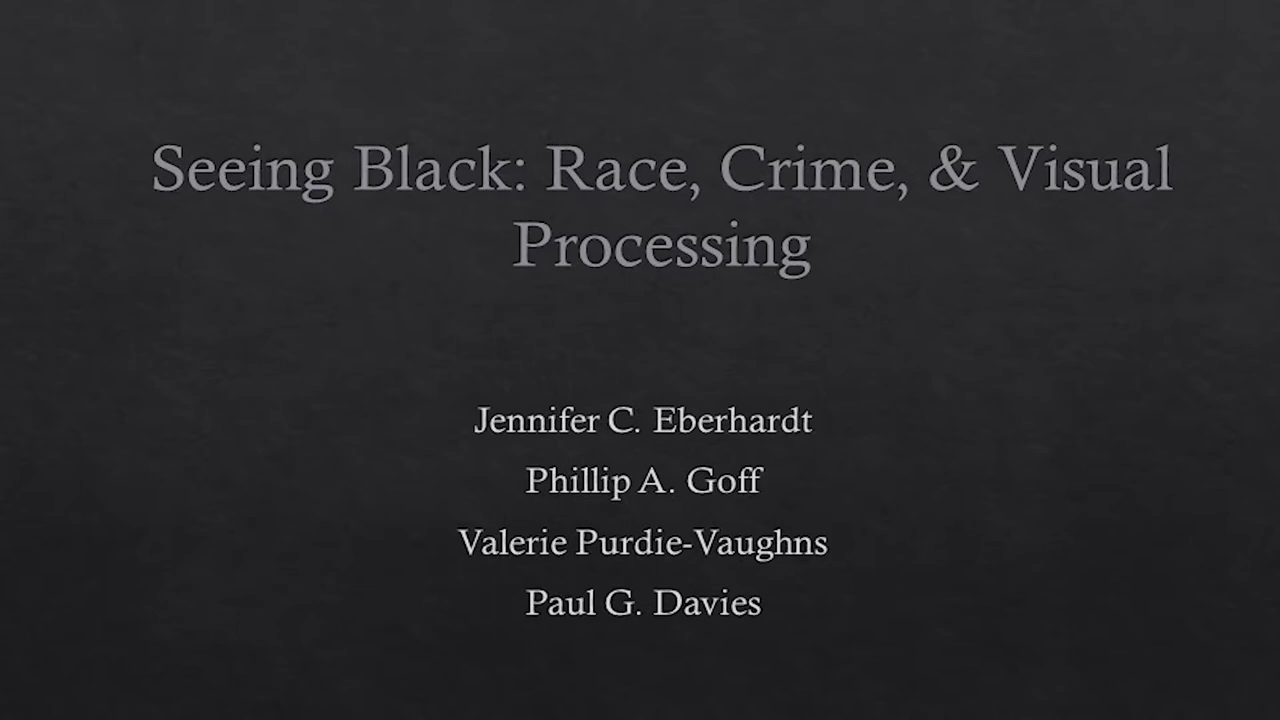 Seeing Black: Race, Crime, & Visual
Processing
Jennifer C. Eberhardt
Phillip A. Goff
Valerie Purdie-Vaughns
Paul G. Davies